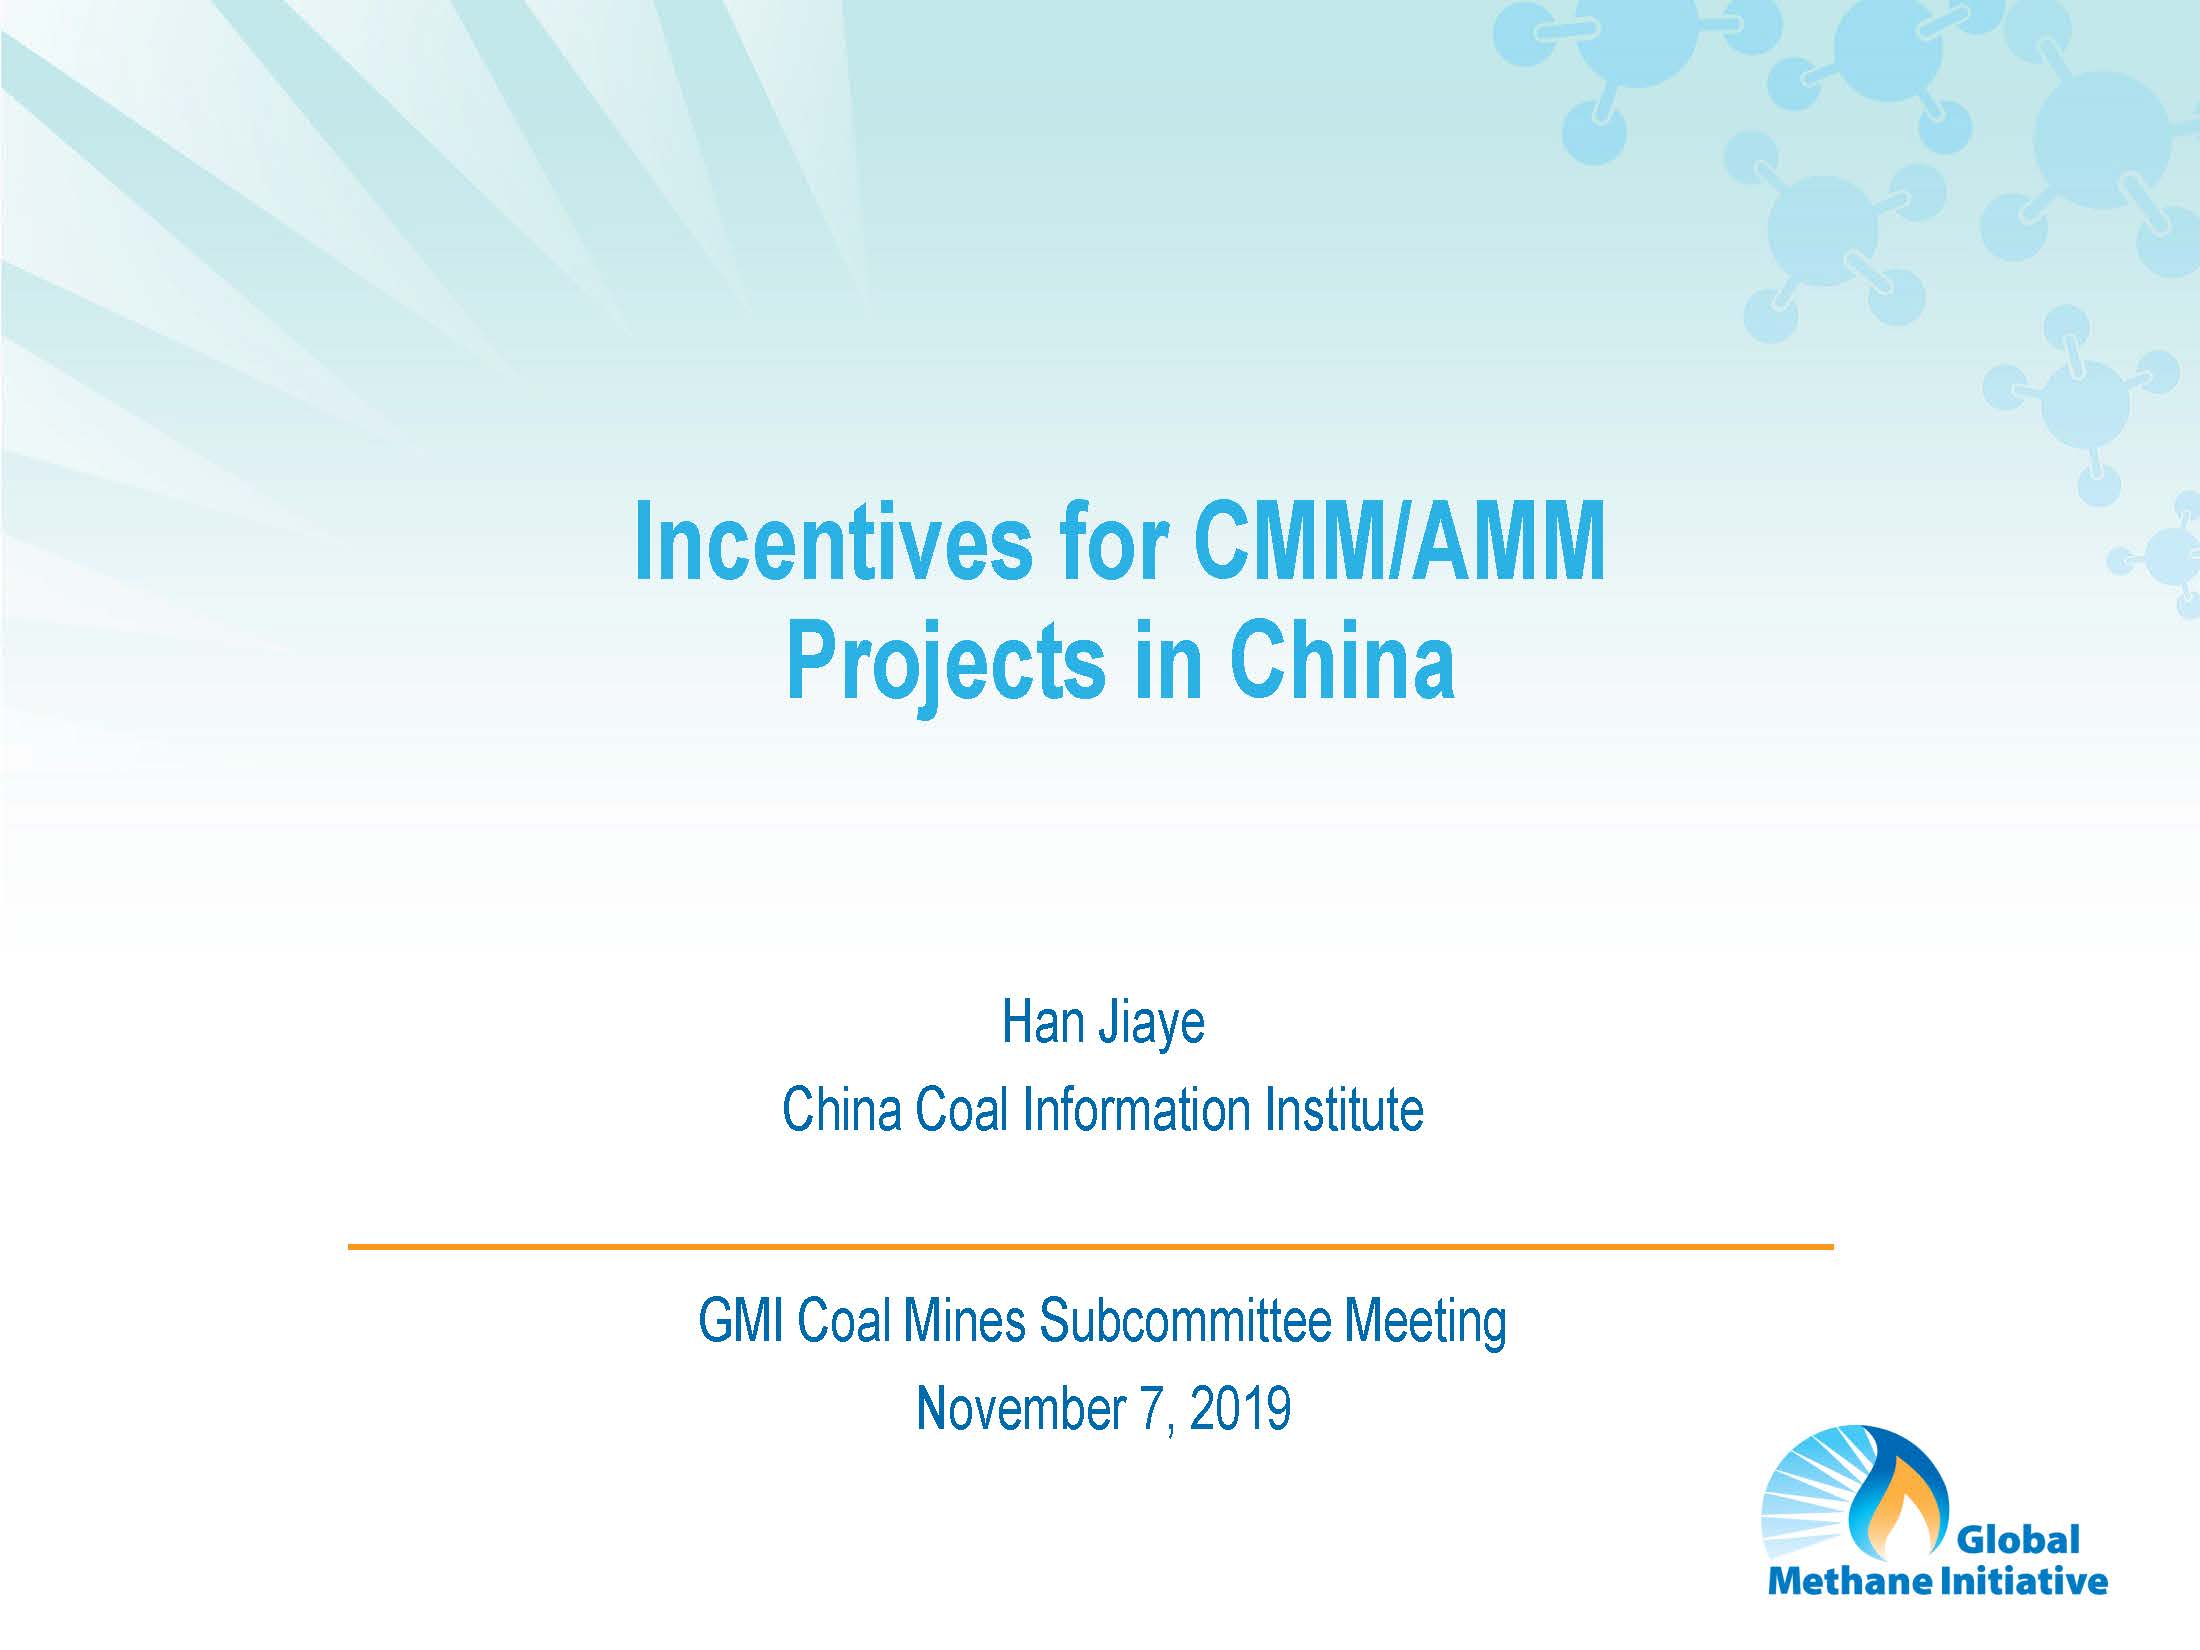 Incentives for CMM/AMM
Projects in China
Han Jiaye
China Coal Information Institute
GMI Coal Mines Subcommittee Meeting
November 7, 2019
Global
Methane Initiative